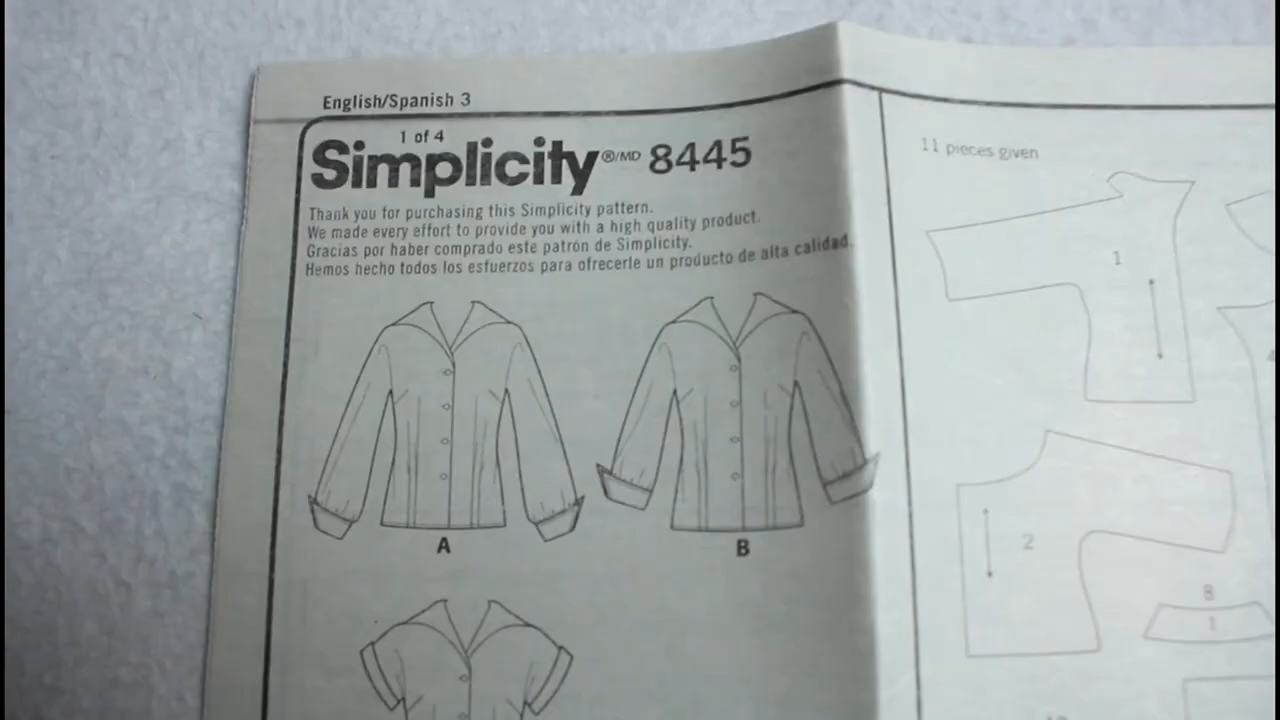 English/Spanish 3
1 of 4
Simplicity®/MD 8445
Thank you for purchasing this Simplicity pattern.
We made every effort to provide you with a high quality product.
Gracias por haber comprado este patrón de Simplicity.
Hemos hecho todos los esfuerzos para ofrecerle un producto de alta calidad.
A
B
11 pieces given
1
2
8
1